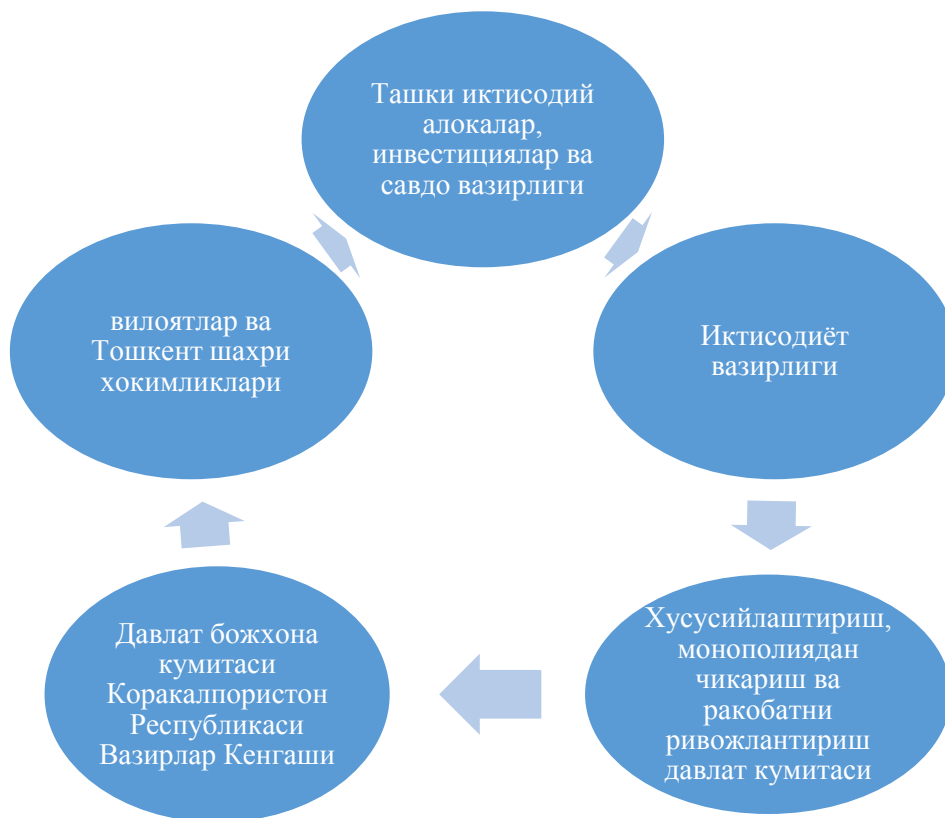 Ташки иктисодий
алокалар,
инвестициялар ва
савдо вазирлиги
вилоятлар ва
Тошкент шахри
хокимликлари
Иктисодиёт
вазирлиги
Давлат божхона
кумитаси
Коракалпористон
Республикаси
Вазирлар Кенгаши
Хусусийлаштириш,
монополиядан
чикариш ва
ракобатни
ривожлантириш
давлат кумитаси